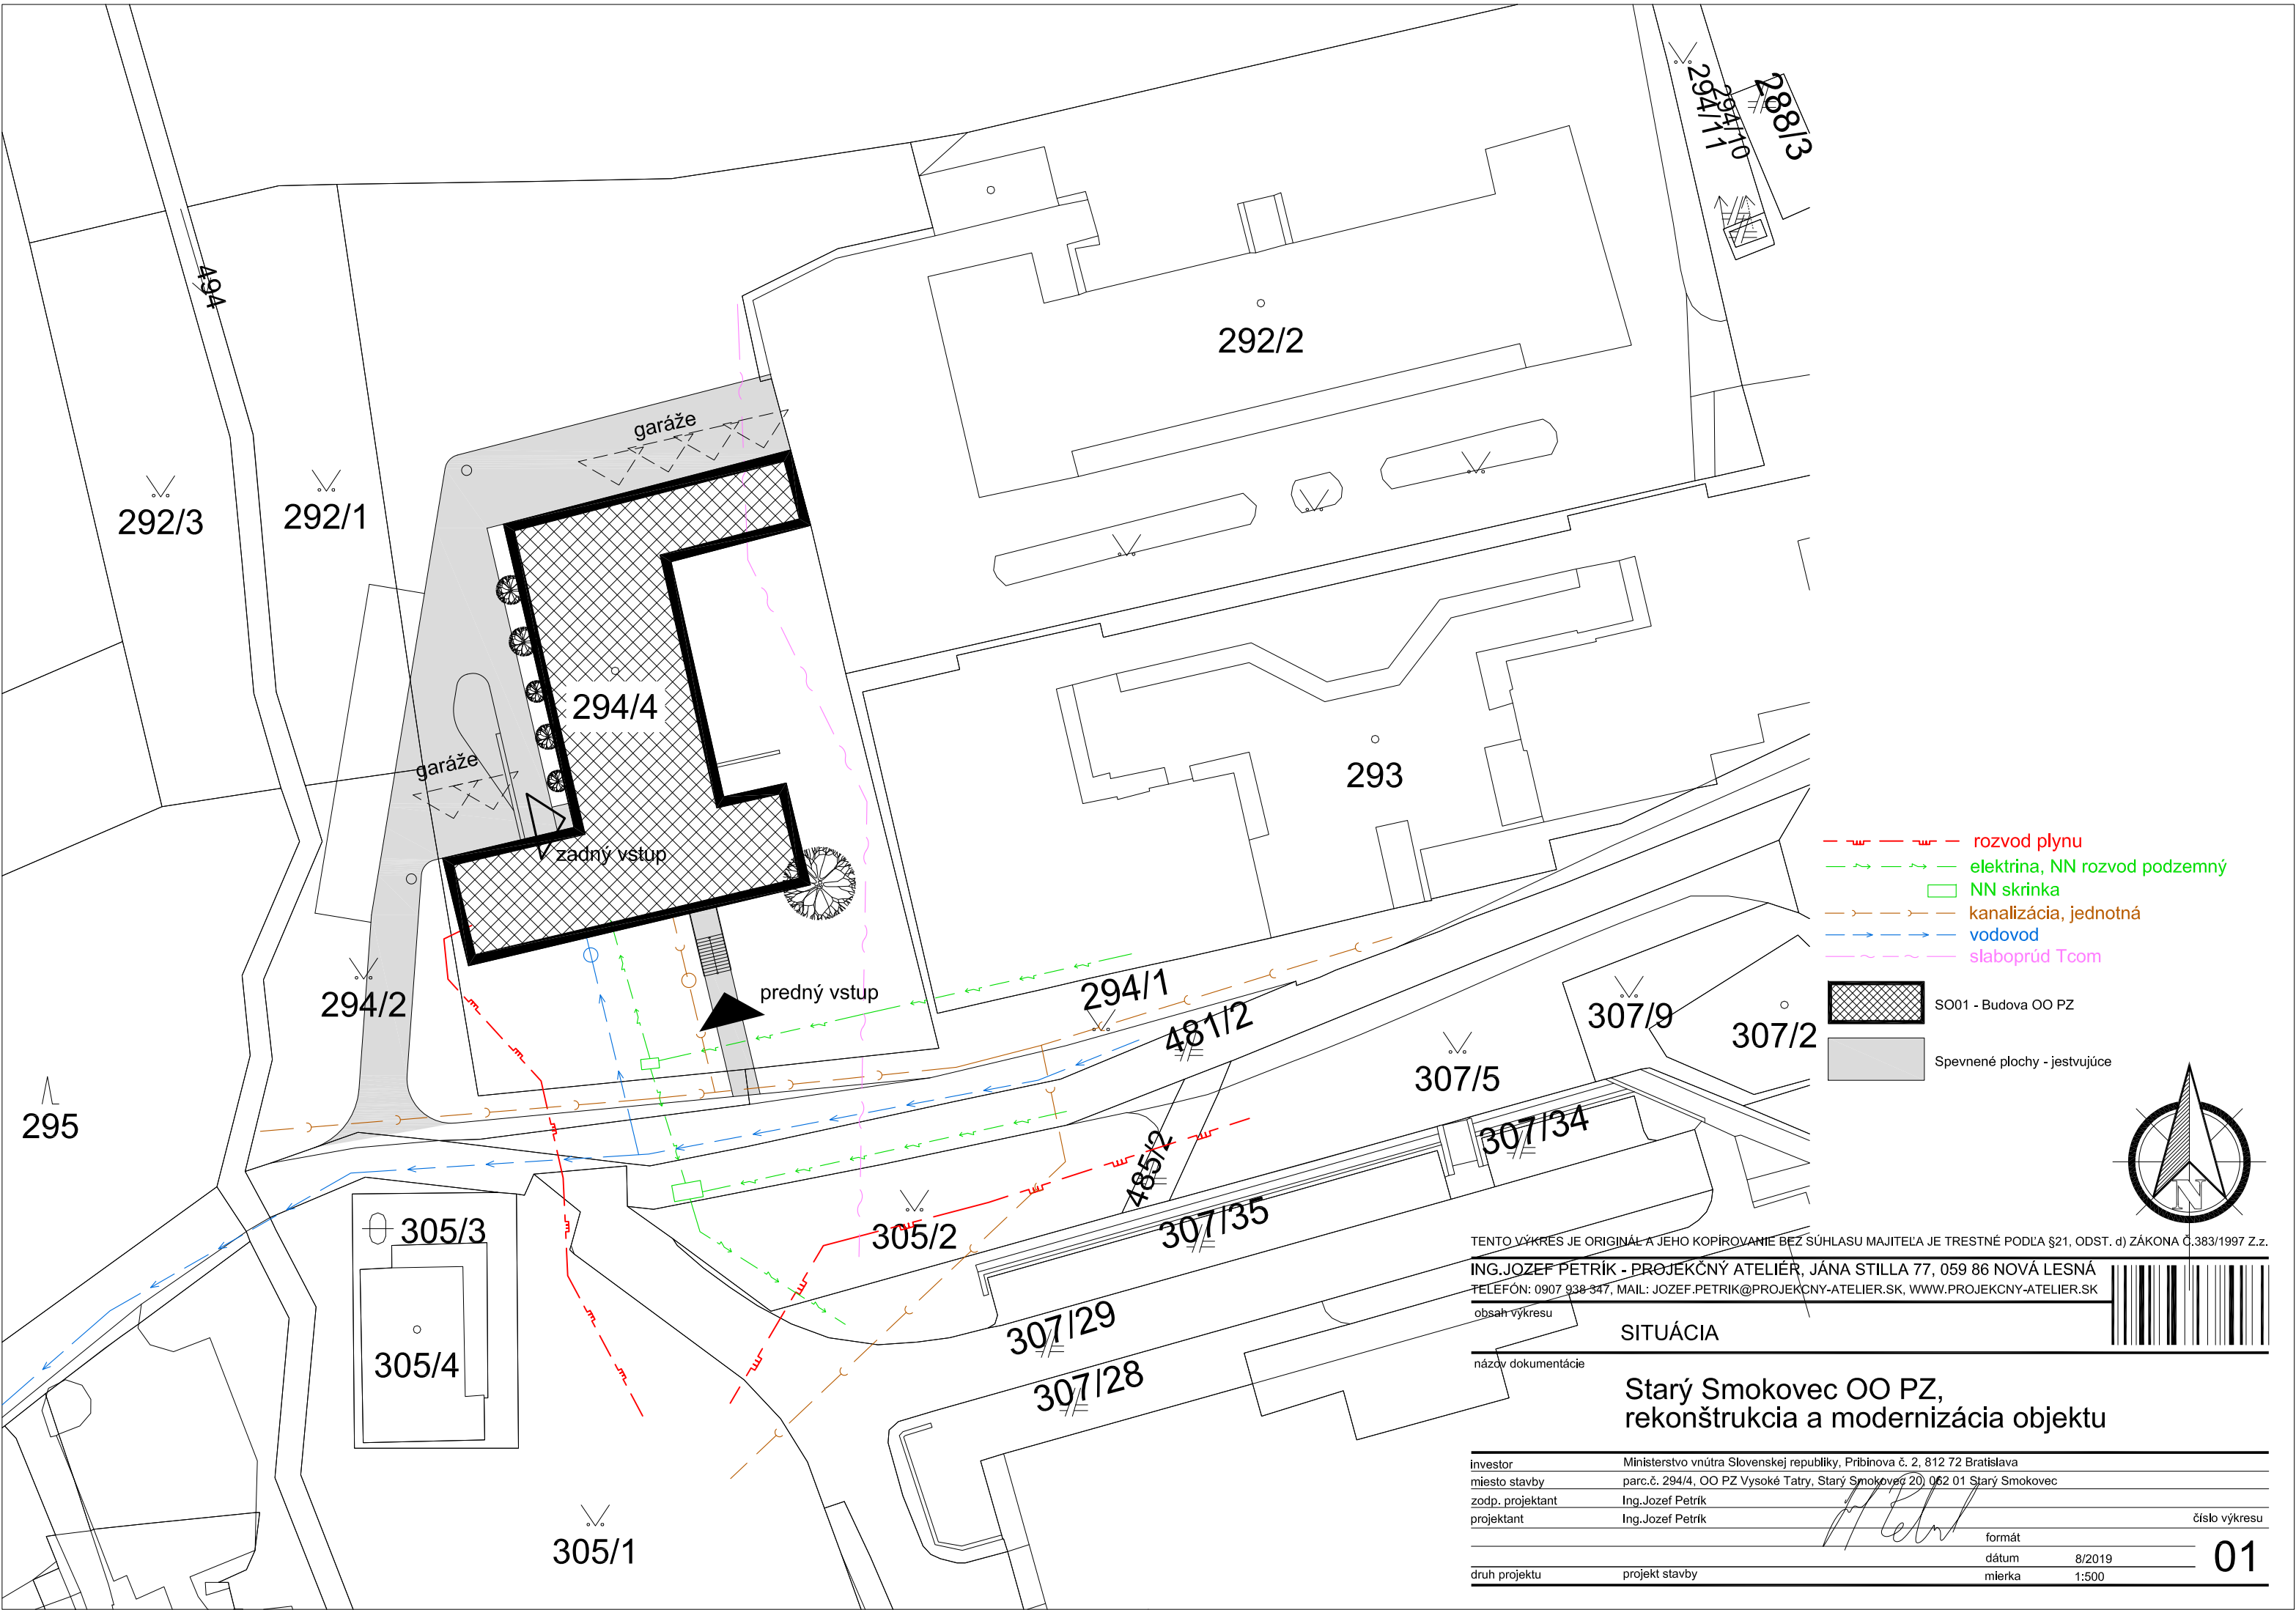 294/11
294/10
288/3
494
292/2
garáže
292/3
292/1
294/4
293
garáže
zadný vstup
rozvod plynu
elektrina, NN rozvod podzemný
NN skrinka
kanalizácia, jednotná
vodovod
slaboprúd Tcom
SO01 - Budova OO PZ
Spevnené plochy - jestvujúce
predný vstup
294/2
294/1
481/2
307/9
307/2
307/5
295
485/2
307/34
305/3
305/2
307/35
N
305/4
307/29
307/28
305/1
TENTO VÝKRES JE ORIGINÁL A JEHO KOPÍROVANIE BEZ SÚHLASU MAJITEĽA JE TRESTNÉ PODĽA §21, ODST. d) ZÁKONA Č.383/1997 Z.z.
ING.JOZEF PETRÍK - PROJEKČNÝ ATELIÉR, JÁNA STILLA 77, 059 86 NOVÁ LESNÁ
TELEFÓN: 0907 938 347, MAIL: JOZEF.PETRIK@PROJEKCNY-ATELIER.SK, WWW.PROJEKCNY-ATELIER.SK
obsah výkresu
SITUÁCIA
názov dokumentácie
Starý Smokovec OO PZ,
rekonštrukcia a modernizácia objektu
investor Ministerstvo vnútra Slovenskej republiky, Pribinova č. 2, 812 72 Bratislava
miesto stavby parc.č. 294/4, OO PZ Vysoké Tatry, Starý Smokovec 20, 062 01 Starý Smokovec
zodp. projektant Ing.Jozef Petrík
projektant Ing.Jozef Petrík
číslo výkresu
formát
dátum 8/2019
01
druh projektu projekt stavby mierka 1:500